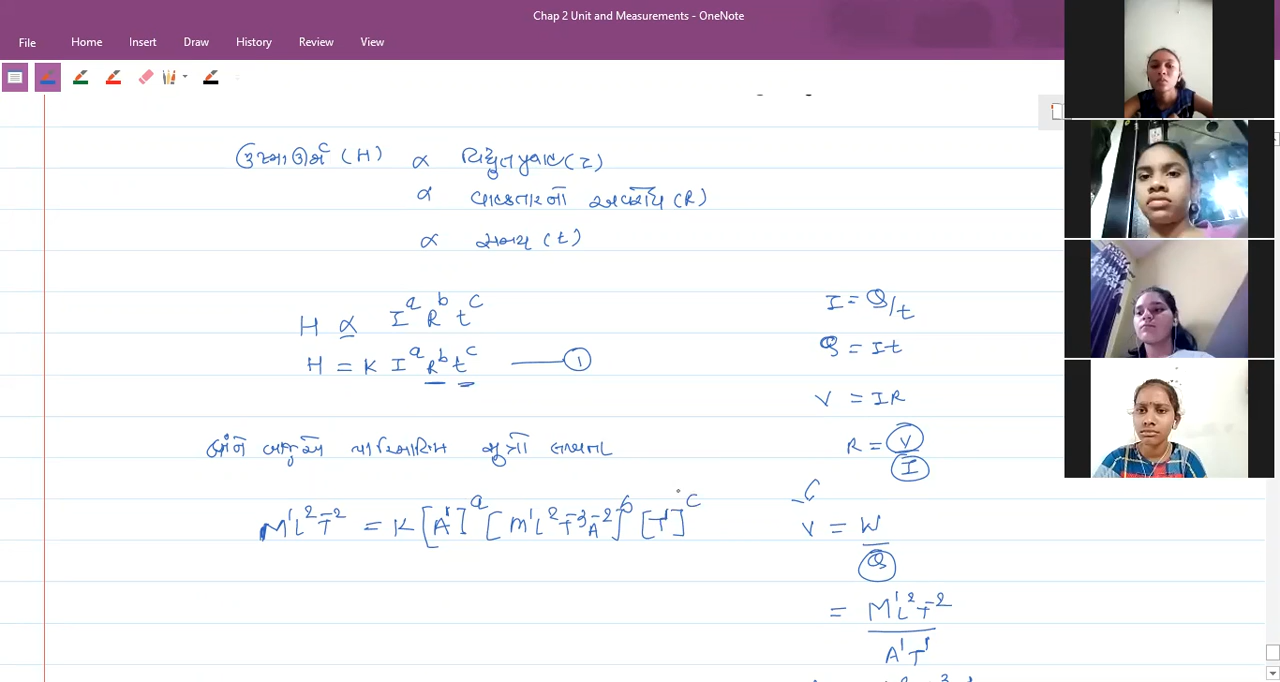 Chap 2 Unit and Measurements - OneNote
File Home Insert Draw History Review View
ઉષ્મા ઉર્જા (H) ∝ વિદ્યુતપ્રવાહ (I)
∝ વાહકતારનો અવરોધ (R)
∝ સમય (t)
H ∝ I^a R^b t^c
H = K I^a R^b t^c —— ①
બંને બાજુએ પારિમાણિક સુત્રો લખતા
M¹L²T⁻² = K [A¹]^a [M¹L²T⁻³A⁻²]^b [T¹]^c
I = Q/t
Q = It
V = IR
R = V/I
V = W/Q
= M¹L²T⁻²/A¹T¹